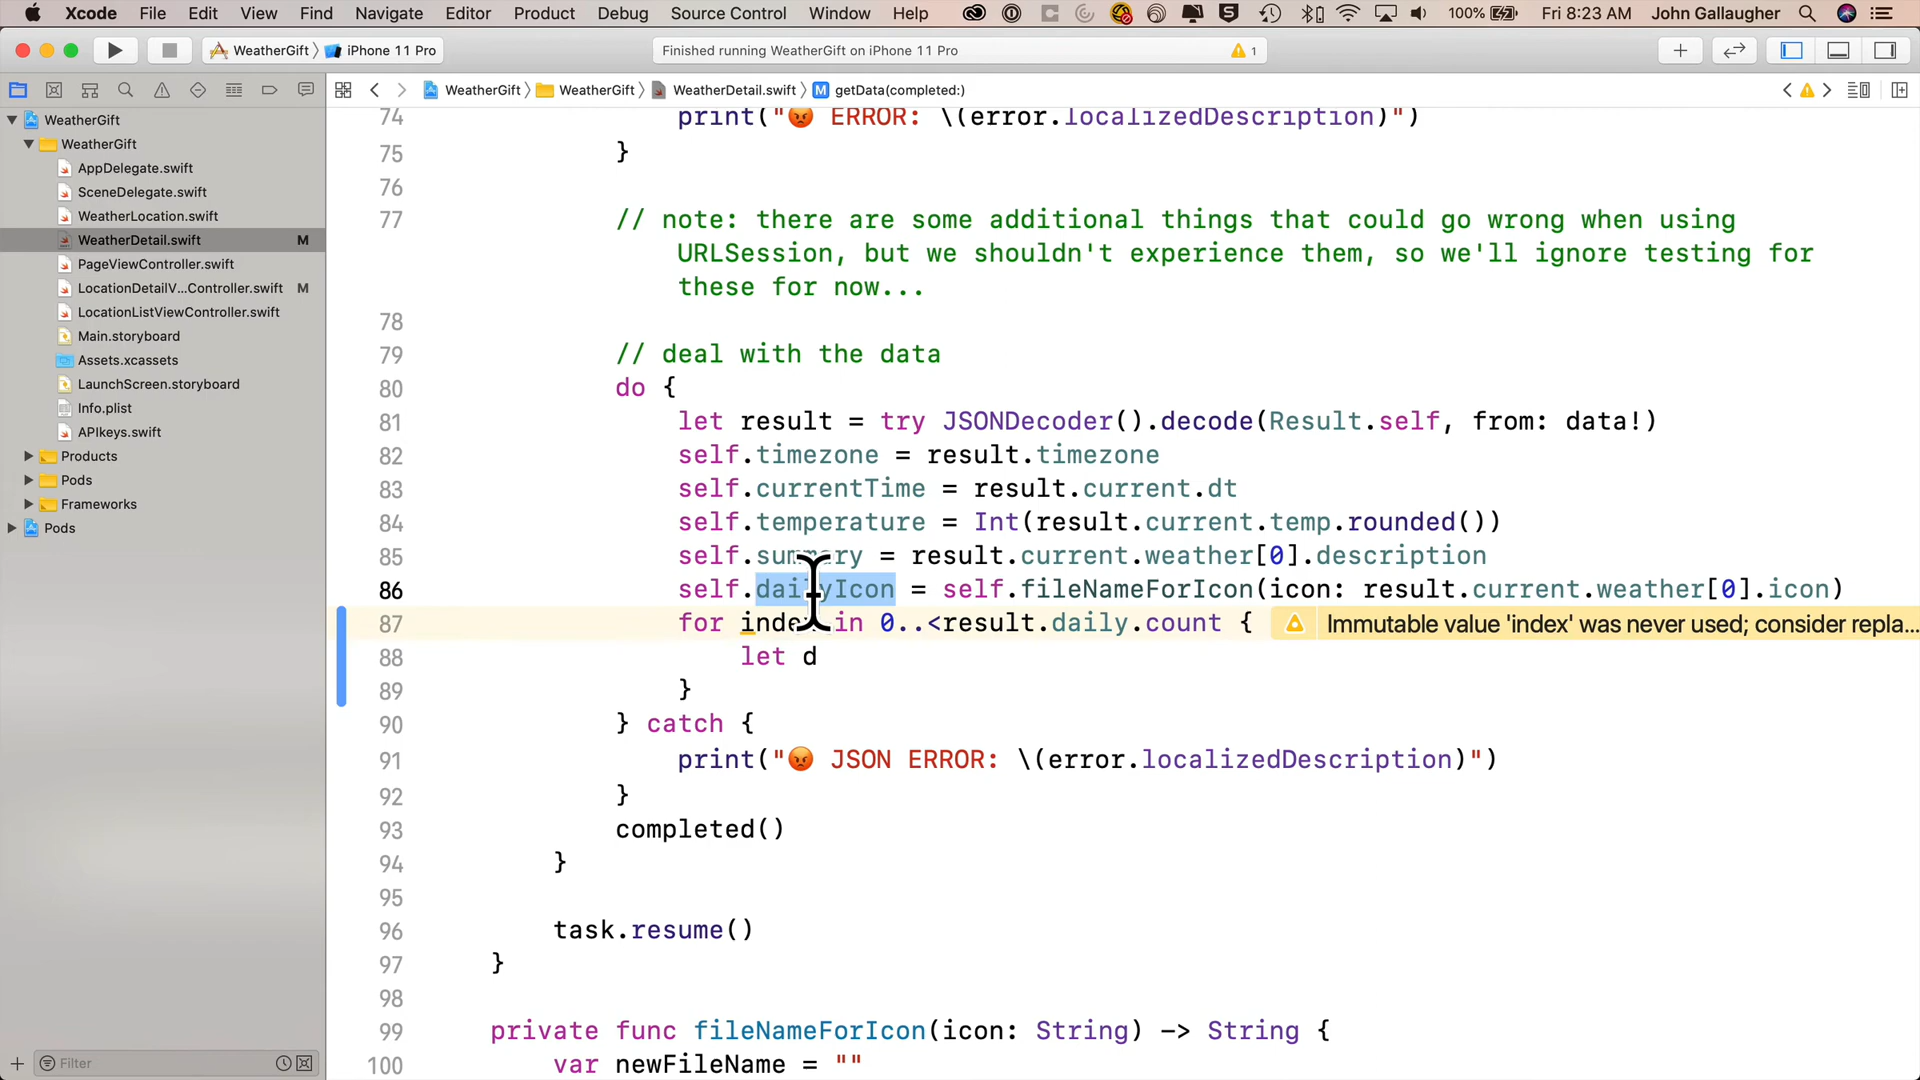 Xcode File Edit View Find Navigate Editor Product Debug Source Control Window Help 100% Fri 8:23 AM John Gallaugher
WeatherGift iPhone 11 Pro Finished running WeatherGift on iPhone 11 Pro 1
WeatherGift WeatherGift WeatherDetail.swift M getData(completed:)
WeatherGift
WeatherGift
AppDelegate.swift
SceneDelegate.swift
WeatherLocation.swift
WeatherDetail.swift M
PageViewController.swift
LocationDetailV...Controller.swift M
LocationListViewController.swift
Main.storyboard
Assets.xcassets
LaunchScreen.storyboard
Info.plist
APIkeys.swift
Products
Pods
Frameworks
Pods
Filter
74 print("😡 ERROR: \(error.localizedDescription)")
75 }
76
77 // note: there are some additional things that could go wrong when using
URLSession, but we shouldn't experience them, so we'll ignore testing for
these for now...
78
79 // deal with the data
80 do {
81 let result = try JSONDecoder().decode(Result.self, from: data!)
82 self.timezone = result.timezone
83 self.currentTime = result.current.dt
84 self.temperature = Int(result.current.temp.rounded())
85 self.summary = result.current.weather[0].description
86 self.dailyIcon = self.fileNameForIcon(icon: result.current.weather[0].icon)
87 for index in 0..<result.daily.count { Immutable value 'index' was never used; consider repla...
88 let d
89 }
90 } catch {
91 print("😡 JSON ERROR: \(error.localizedDescription)")
92 }
93 completed()
94 }
95
96 task.resume()
97 }
98
99 private func fileNameForIcon(icon: String) -> String {
100 var newFileName = ""